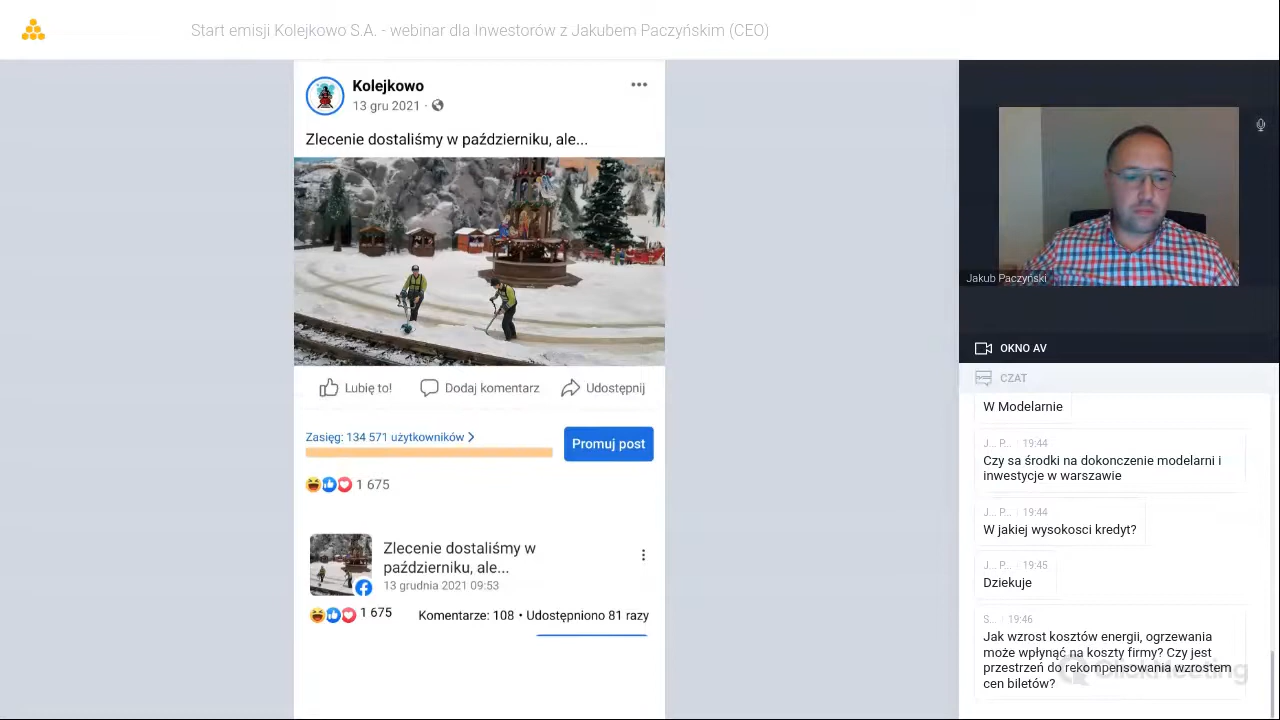 Start emisji Kolejkowo S.A. - webinar dla Inwestorów z Jakubem Paczyńskim (CEO)
Kolejkowo
13 gru 2021 ·
Zlecenie dostaliśmy w październiku, ale...
Lubię to!
Dodaj komentarz
Udostępnij
Zasięg: 134 571 użytkowników
Promuj post
1 675
Zlecenie dostaliśmy w
październiku, ale...
13 grudnia 2021 09:53
1 675
Komentarze: 108 • Udostępniono 81 razy
Jakub Paczyński
OKNO AV
CZAT
W Modelarnie
J... P... 19:44
Czy sa środki na dokonczenie modelarni i
inwestycje w warszawie
J... P... 19:44
W jakiej wysokosci kredyt?
J... P... 19:45
Dziekuje
S... 19:46
Jak wzrost kosztów energii, ogrzewania
może wpłynąć na koszty firmy? Czy jest
przestrzeń do rekompensowania wzrostem
cen biletów?
ClickMeeting